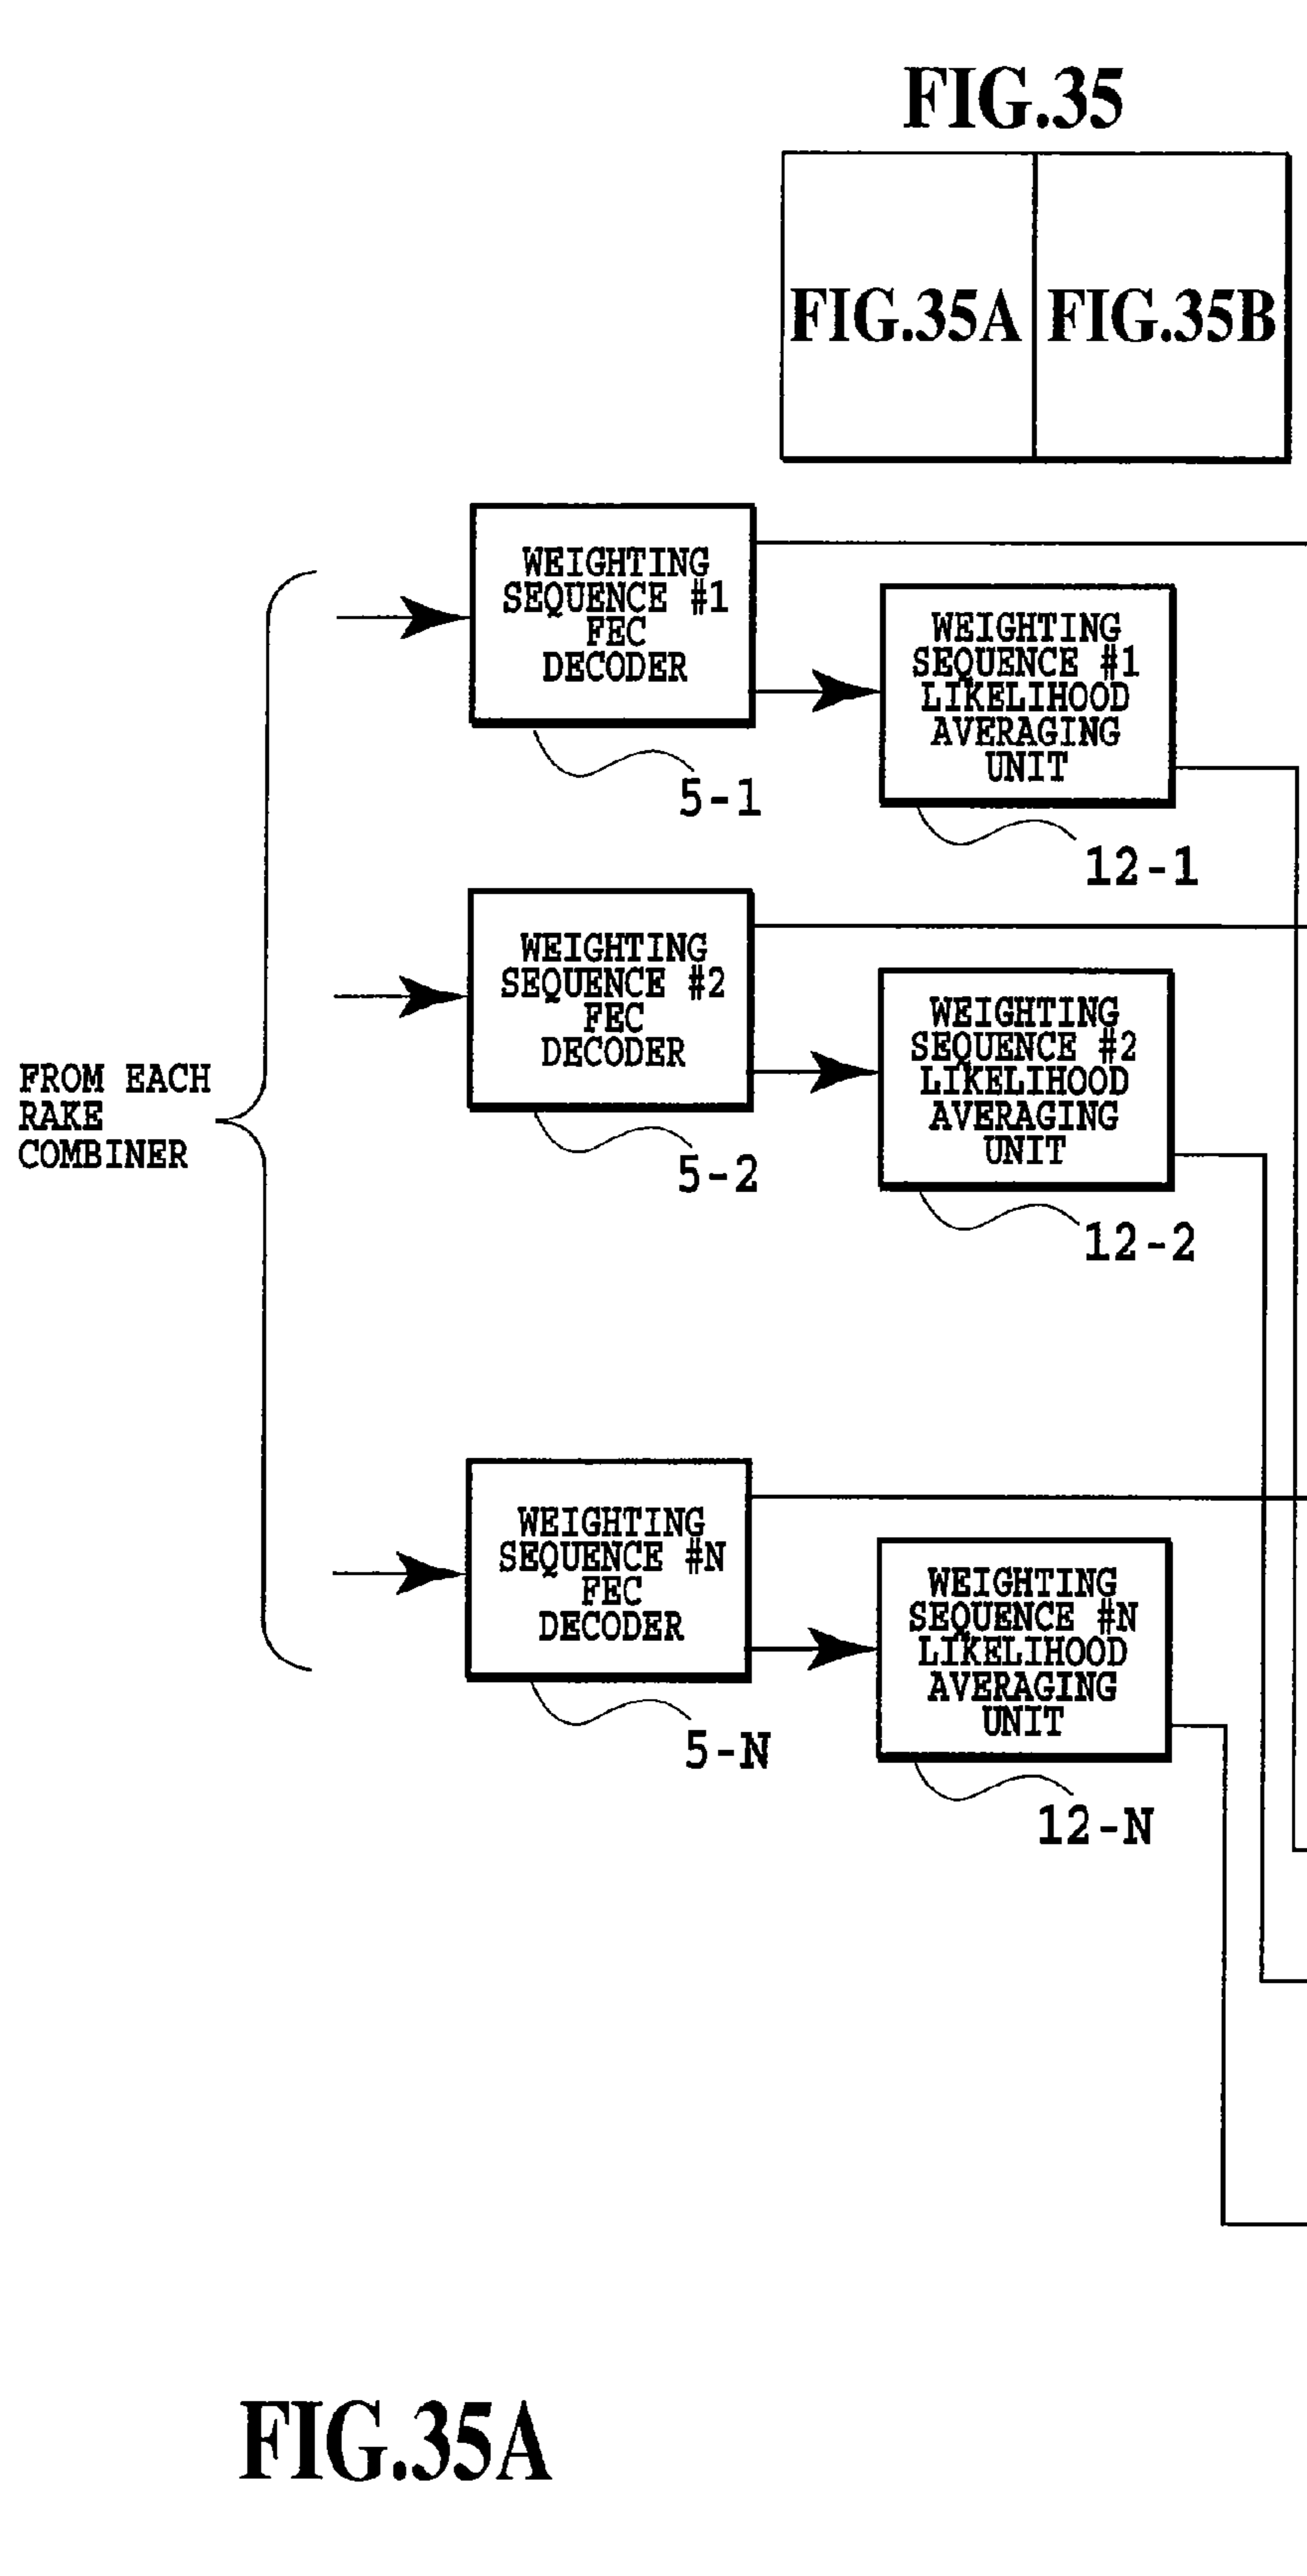 FIG.35
FIG.35A
FIG.35B
WEIGHTING
SEQUENCE #1
FEC
DECODER
5-1
WEIGHTING
SEQUENCE #1
LIKELIHOOD
AVERAGING
UNIT
12-1
WEIGHTING
SEQUENCE #2
FEC
DECODER
5-2
WEIGHTING
SEQUENCE #2
LIKELIHOOD
AVERAGING
UNIT
12-2
FROM EACH
RAKE
COMBINER
WEIGHTING
SEQUENCE #N
FEC
DECODER
5-N
WEIGHTING
SEQUENCE #N
LIKELIHOOD
AVERAGING
UNIT
12-N
FIG.35A